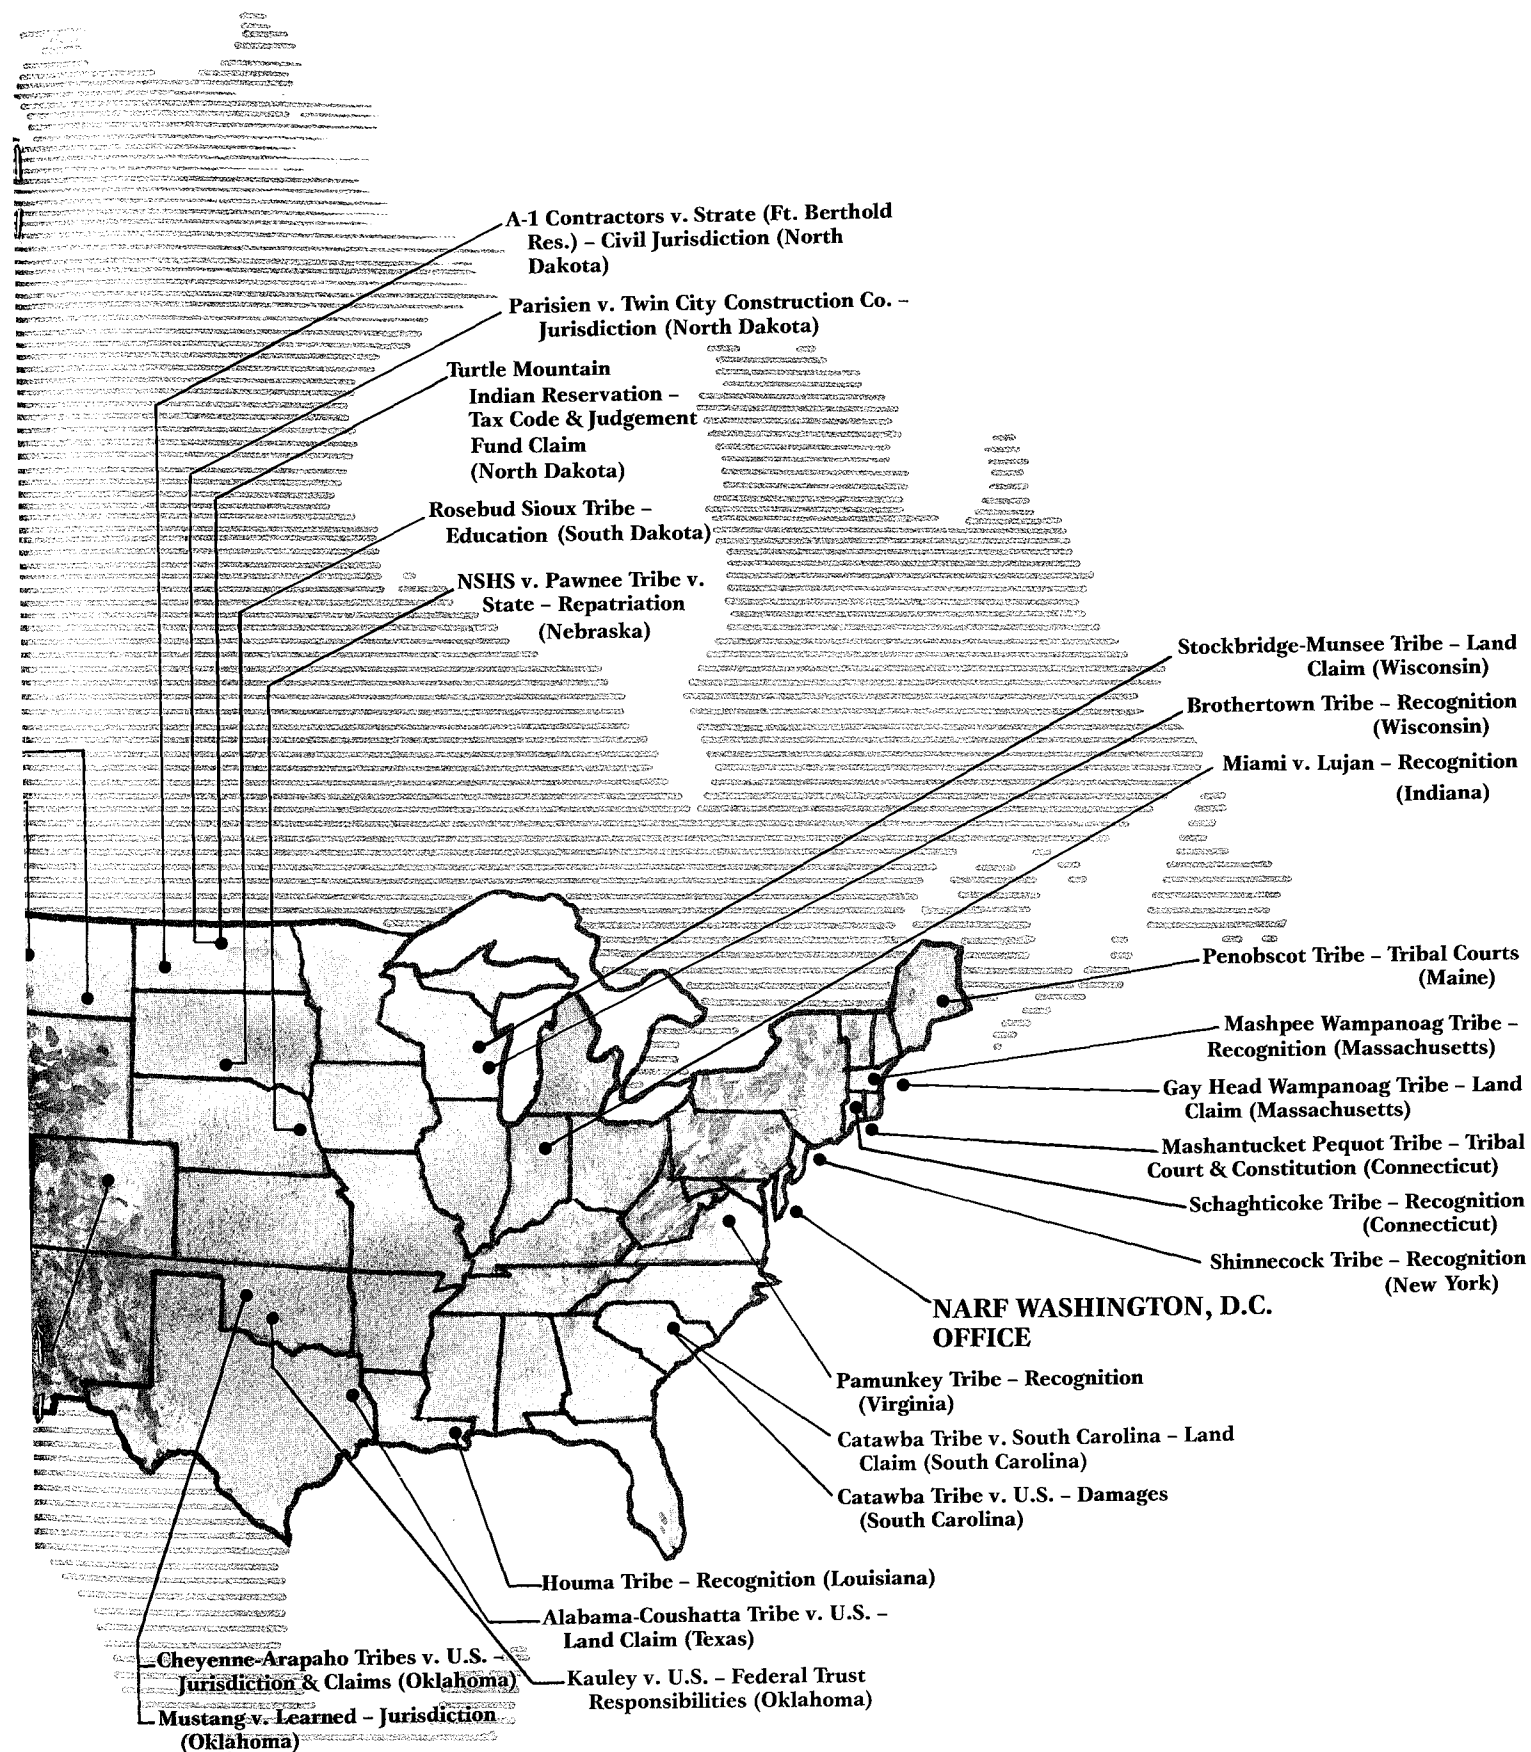 A-1 Contractors v. Strate (Ft. Berthold
Res.) – Civil Jurisdiction (North
Dakota)
Parisien v. Twin City Construction Co. –
Jurisdiction (North Dakota)
Turtle Mountain
Indian Reservation –
Tax Code & Judgement
Fund Claim
(North Dakota)
Rosebud Sioux Tribe –
Education (South Dakota)
NSHS v. Pawnee Tribe v.
State – Repatriation
(Nebraska)
Stockbridge-Munsee Tribe – Land
Claim (Wisconsin)
Brothertown Tribe – Recognition
(Wisconsin)
Miami v. Lujan – Recognition
(Indiana)
Penobscot Tribe – Tribal Courts
(Maine)
Mashpee Wampanoag Tribe –
Recognition (Massachusetts)
Gay Head Wampanoag Tribe – Land
Claim (Massachusetts)
Mashantucket Pequot Tribe – Tribal
Court & Constitution (Connecticut)
Schaghticoke Tribe – Recognition
(Connecticut)
Shinnecock Tribe – Recognition
(New York)
NARF WASHINGTON, D.C.
OFFICE
Pamunkey Tribe – Recognition
(Virginia)
Catawba Tribe v. South Carolina – Land
Claim (South Carolina)
Catawba Tribe v. U.S. – Damages
(South Carolina)
Houma Tribe – Recognition (Louisiana)
Alabama-Coushatta Tribe v. U.S. –
Land Claim (Texas)
Kauley v. U.S. – Federal Trust
Responsibilities (Oklahoma)
Cheyenne-Arapaho Tribes v. U.S. –
Jurisdiction & Claims (Oklahoma)
Mustang v. Learned – Jurisdiction
(Oklahoma)